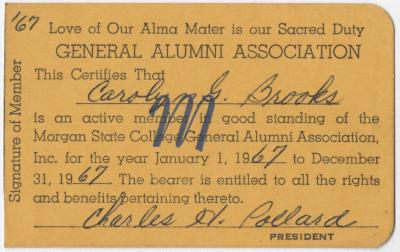 '67
Love of Our Alma Mater is our Sacred Duty
GENERAL ALUMNI ASSOCIATION
This Certifies That
Carolyn G. Brooks
is an active member in good standing of the
Morgan State College General Alumni Association,
Inc. for the year January 1, 1967 to December
31, 1967. The bearer is entitled to all the rights
and benefits pertaining thereto.
Charles H. Pollard
PRESIDENT
Signature of Member